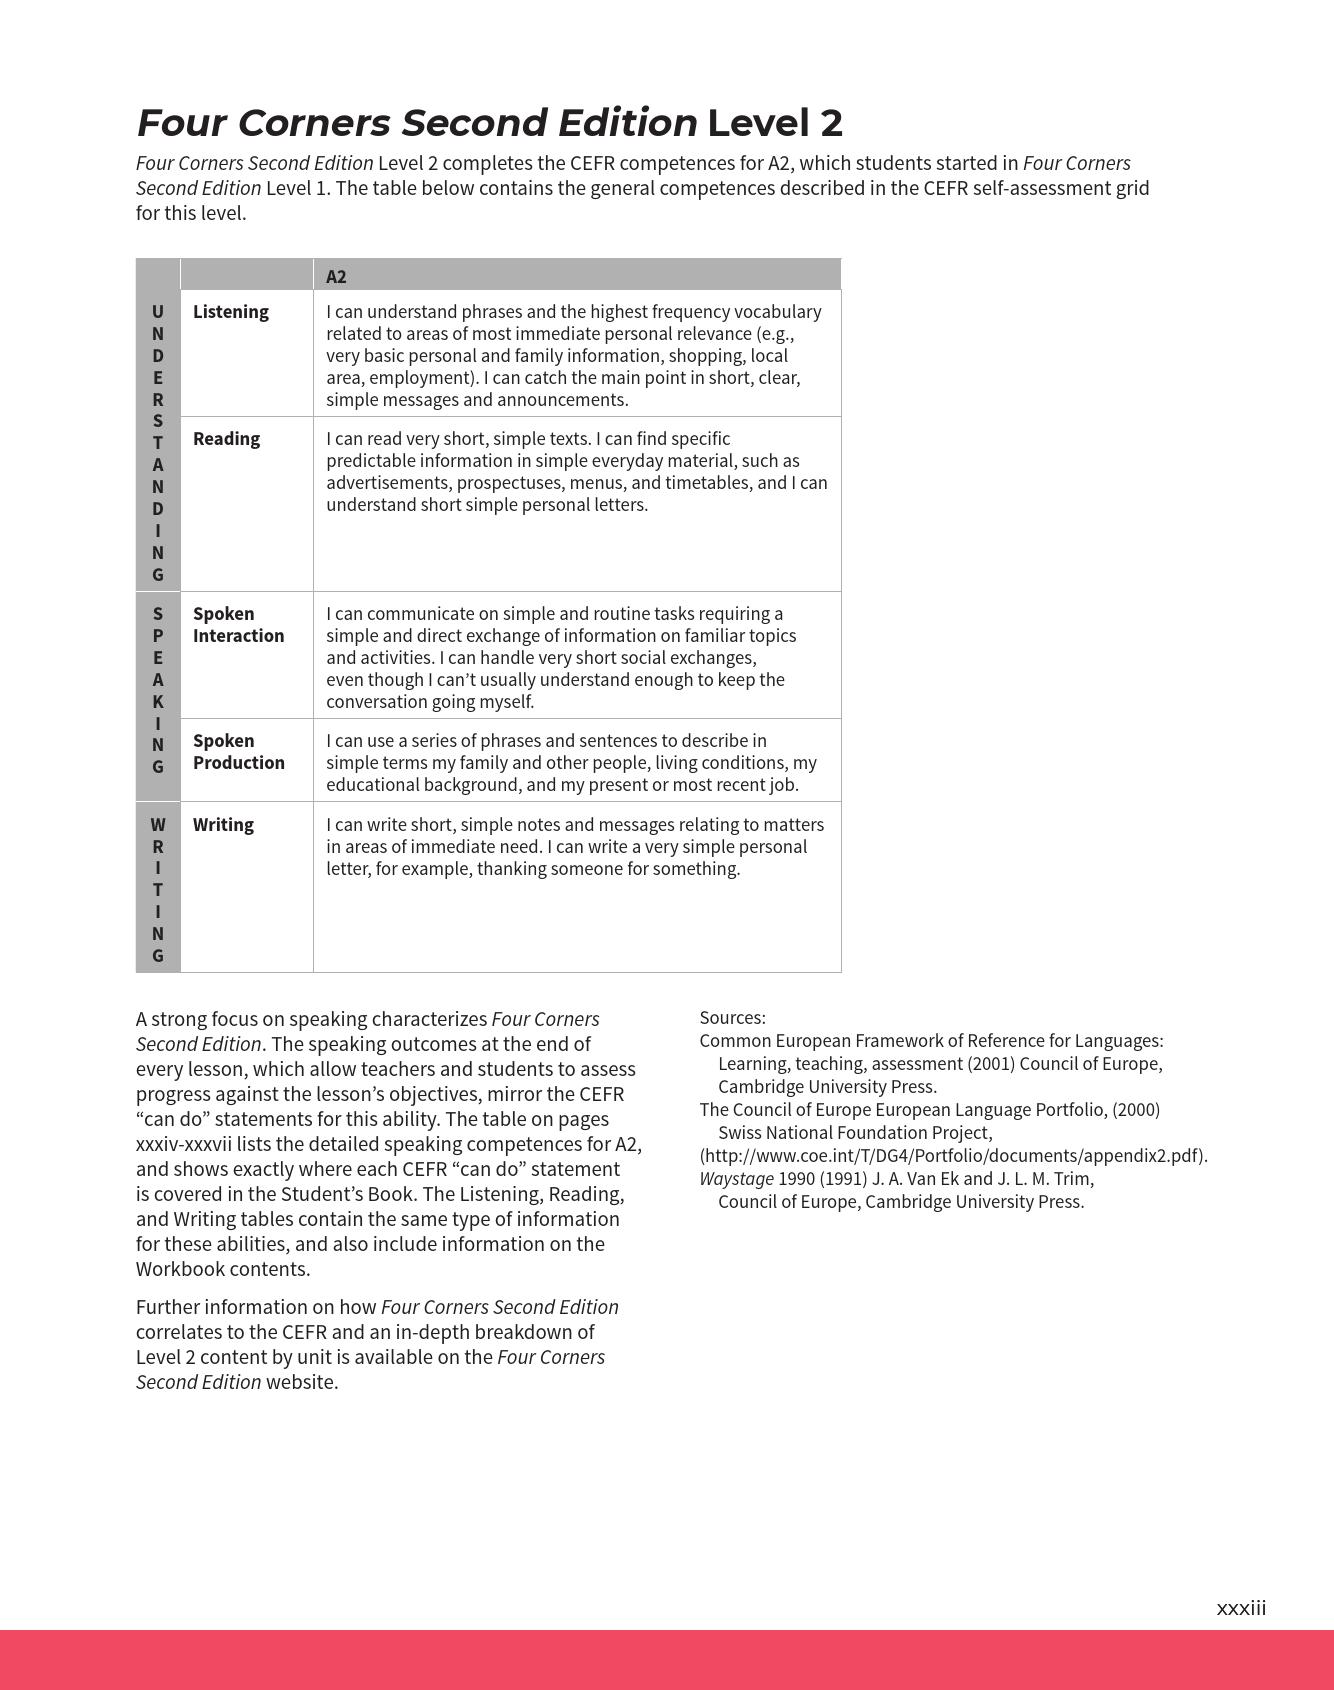 Four Corners Second Edition Level 2
Four Corners Second Edition Level 2 completes the CEFR competences for A2, which students started in Four Corners
Second Edition Level 1. The table below contains the general competences described in the CEFR self-assessment grid
for this level.
A2
UNDERSTANDING
Listening
I can understand phrases and the highest frequency vocabulary
related to areas of most immediate personal relevance (e.g.,
very basic personal and family information, shopping, local
area, employment). I can catch the main point in short, clear,
simple messages and announcements.
Reading
I can read very short, simple texts. I can find specific
predictable information in simple everyday material, such as
advertisements, prospectuses, menus, and timetables, and I can
understand short simple personal letters.
SPEAKING
Spoken
Interaction
I can communicate on simple and routine tasks requiring a
simple and direct exchange of information on familiar topics
and activities. I can handle very short social exchanges,
even though I can’t usually understand enough to keep the
conversation going myself.
Spoken
Production
I can use a series of phrases and sentences to describe in
simple terms my family and other people, living conditions, my
educational background, and my present or most recent job.
WRITING
Writing
I can write short, simple notes and messages relating to matters
in areas of immediate need. I can write a very simple personal
letter, for example, thanking someone for something.
A strong focus on speaking characterizes Four Corners
Second Edition. The speaking outcomes at the end of
every lesson, which allow teachers and students to assess
progress against the lesson’s objectives, mirror the CEFR
“can do” statements for this ability. The table on pages
xxxiv-xxxvii lists the detailed speaking competences for A2,
and shows exactly where each CEFR “can do” statement
is covered in the Student’s Book. The Listening, Reading,
and Writing tables contain the same type of information
for these abilities, and also include information on the
Workbook contents.
Further information on how Four Corners Second Edition
correlates to the CEFR and an in-depth breakdown of
Level 2 content by unit is available on the Four Corners
Second Edition website.
Sources:
Common European Framework of Reference for Languages:
Learning, teaching, assessment (2001) Council of Europe,
Cambridge University Press.
The Council of Europe European Language Portfolio, (2000)
Swiss National Foundation Project,
(http://www.coe.int/T/DG4/Portfolio/documents/appendix2.pdf).
Waystage 1990 (1991) J. A. Van Ek and J. L. M. Trim,
Council of Europe, Cambridge University Press.
xxxiii